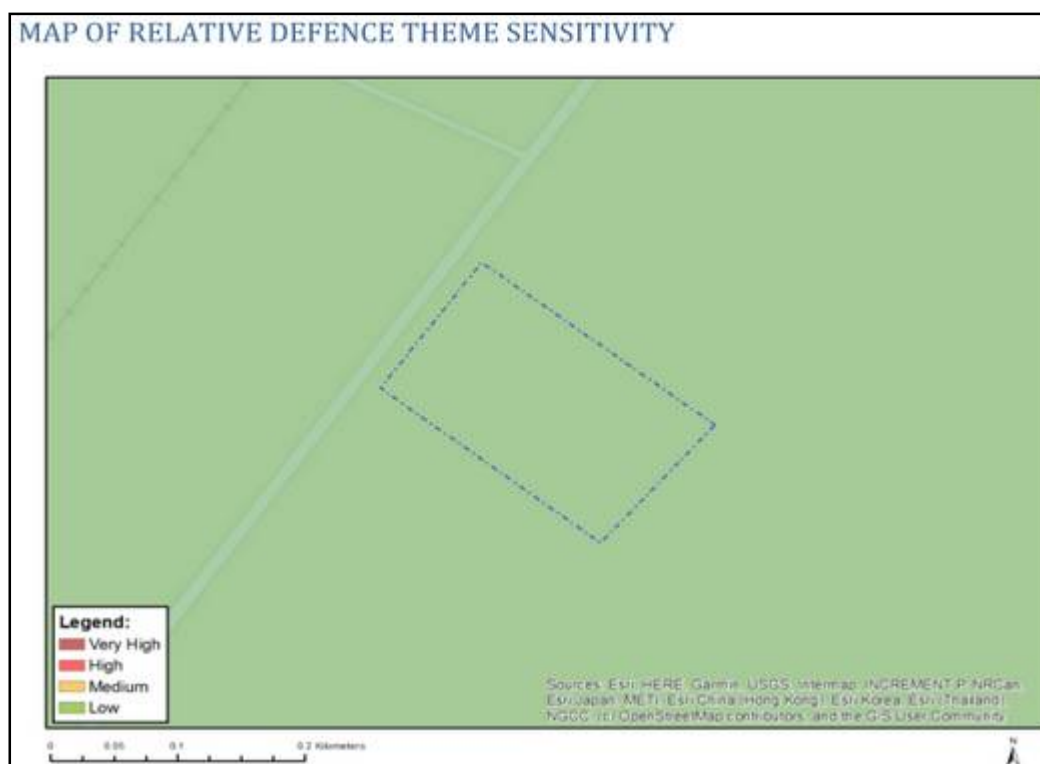 MAP OF RELATIVE DEFENCE THEME SENSITIVITY
Legend:
Very High
High
Medium
Low
Sources: Esri, HERE, Garmin, USGS, Intermap, INCREMENT P, NRCan,
Esri Japan, METI, Esri China (Hong Kong), Esri Korea, Esri (Thailand),
NGCC, (c) OpenStreetMap contributors, and the GIS User Community
0 0.05 0.1 0.2 Kilometers
N